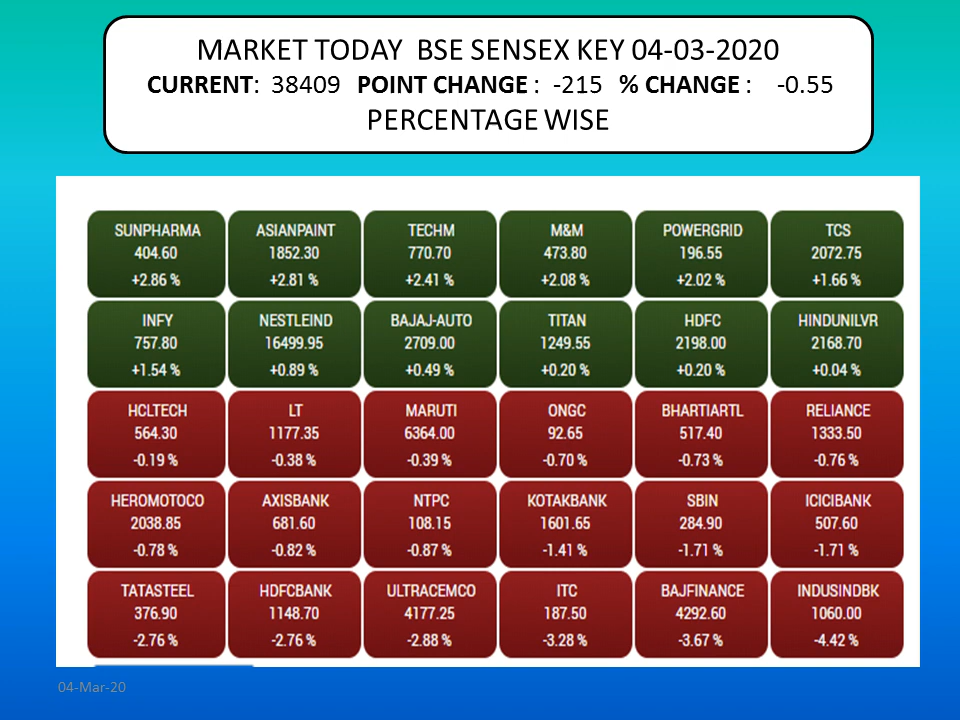 MARKET TODAY  BSE SENSEX KEY 04-03-2020
CURRENT:  38409   POINT CHANGE :  -215   % CHANGE :    -0.55
PERCENTAGE WISE
SUNPHARMA ASIANPAINT TECHM M&M POWERGRID TCS
404.60 1852.30 770.70 473.80 196.55 2072.75
+2.86 % +2.81 % +2.41 % +2.08 % +2.02 % +1.66 %
INFY NESTLEIND BAJAJ-AUTO TITAN HDFC HINDUNILVR
757.80 16499.95 2709.00 1249.55 2198.00 2168.70
+1.54 % +0.89 % +0.49 % +0.20 % +0.20 % +0.04 %
HCLTECH LT MARUTI ONGC BHARTIARTL RELIANCE
564.30 1177.35 6364.00 92.65 517.40 1333.50
-0.19 % -0.38 % -0.39 % -0.70 % -0.73 % -0.76 %
HEROMOTOCO AXISBANK NTPC KOTAKBANK SBIN ICICIBANK
2038.85 681.60 108.15 1601.65 284.90 507.60
-0.78 % -0.82 % -0.87 % -1.41 % -1.71 % -1.71 %
TATASTEEL HDFCBANK ULTRACEMCO ITC BAJFINANCE INDUSINDBK
376.90 1148.70 4177.25 187.50 4292.60 1060.00
-2.76 % -2.76 % -2.88 % -3.28 % -3.67 % -4.42 %
04-Mar-20